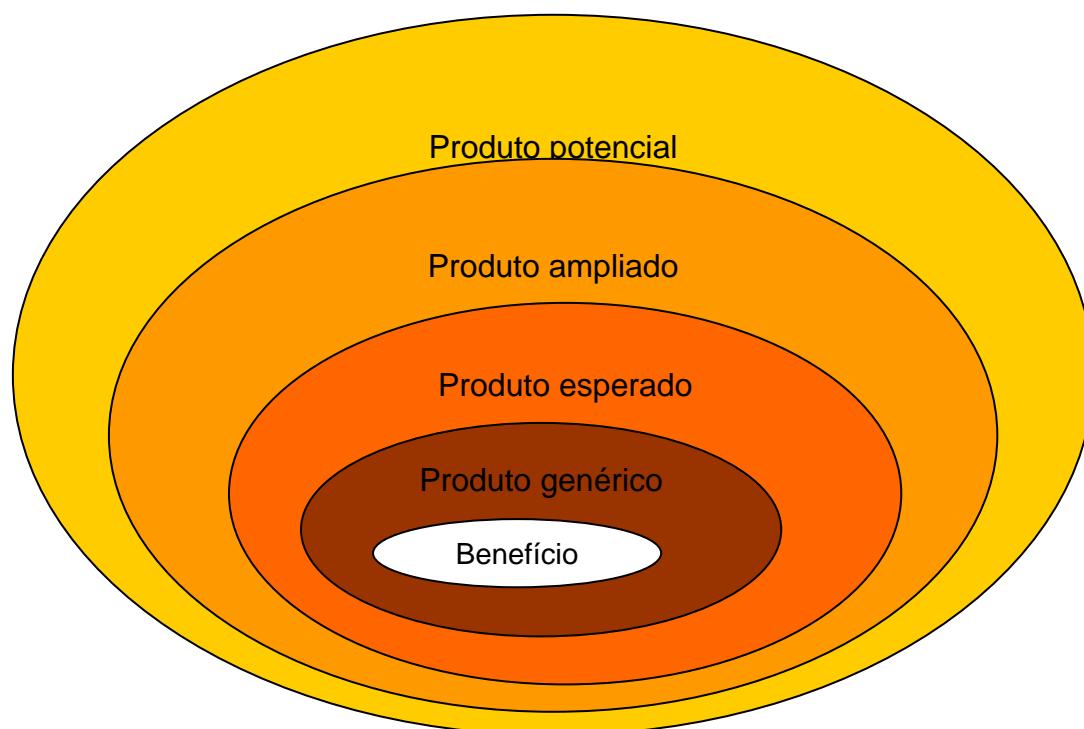 Produto potencial
Produto ampliado
Produto esperado
Produto genérico
Benefício